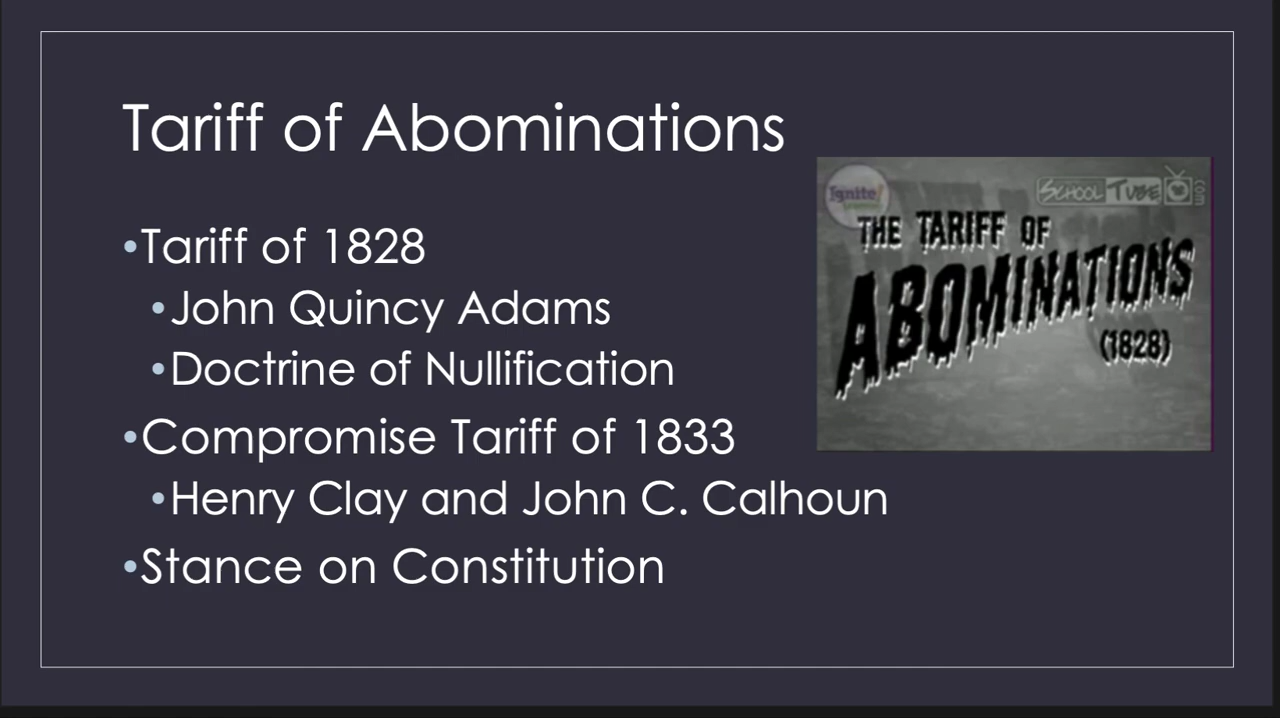 Tariff of Abominations
•Tariff of 1828
•John Quincy Adams
•Doctrine of Nullification
•Compromise Tariff of 1833
•Henry Clay and John C. Calhoun
•Stance on Constitution
Ignite!
SCHOOL TUBE .com
THE TARIFF OF
ABOMINATIONS
(1828)